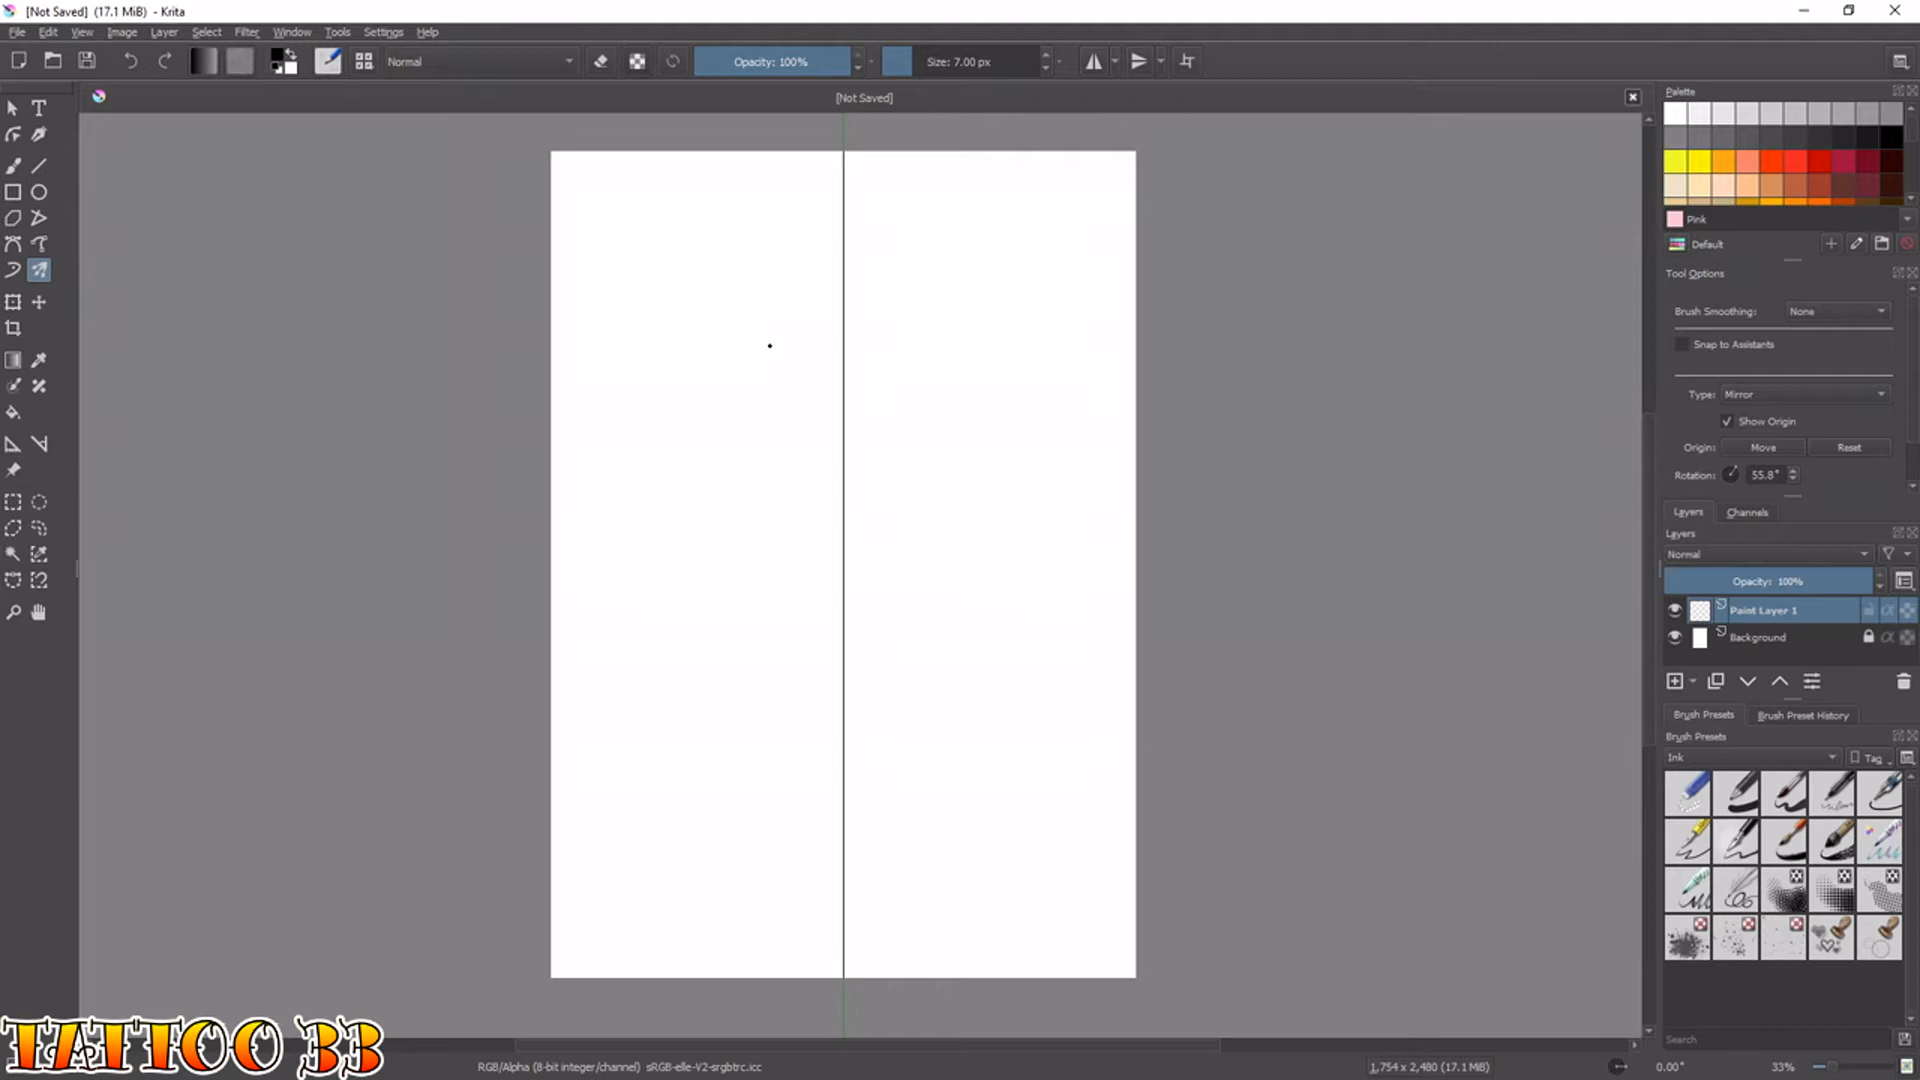 [Not Saved] (17.1 MiB) - Krita
File Edit View Image Layer Select Filter Window Tools Settings Help
Normal
Opacity: 100%
Size: 7.00 px
[Not Saved]
Palette
Pink
Default
Tool Options
Brush Smoothing: None
Snap to Assistants
Type: Mirror
Show Origin
Origin: Move Reset
Rotation: 55.8°
Layers Channels
Layers
Normal
Opacity: 100%
Paint Layer 1
Background
Brush Presets Brush Preset History
Brush Presets
Ink
Tag
Search
TATTOO 33
RGB/Alpha (8-bit integer/channel) sRGB-elle-V2-srgbtrc.icc
1,754 x 2,480 (17.1 MiB)
0.00°
33%